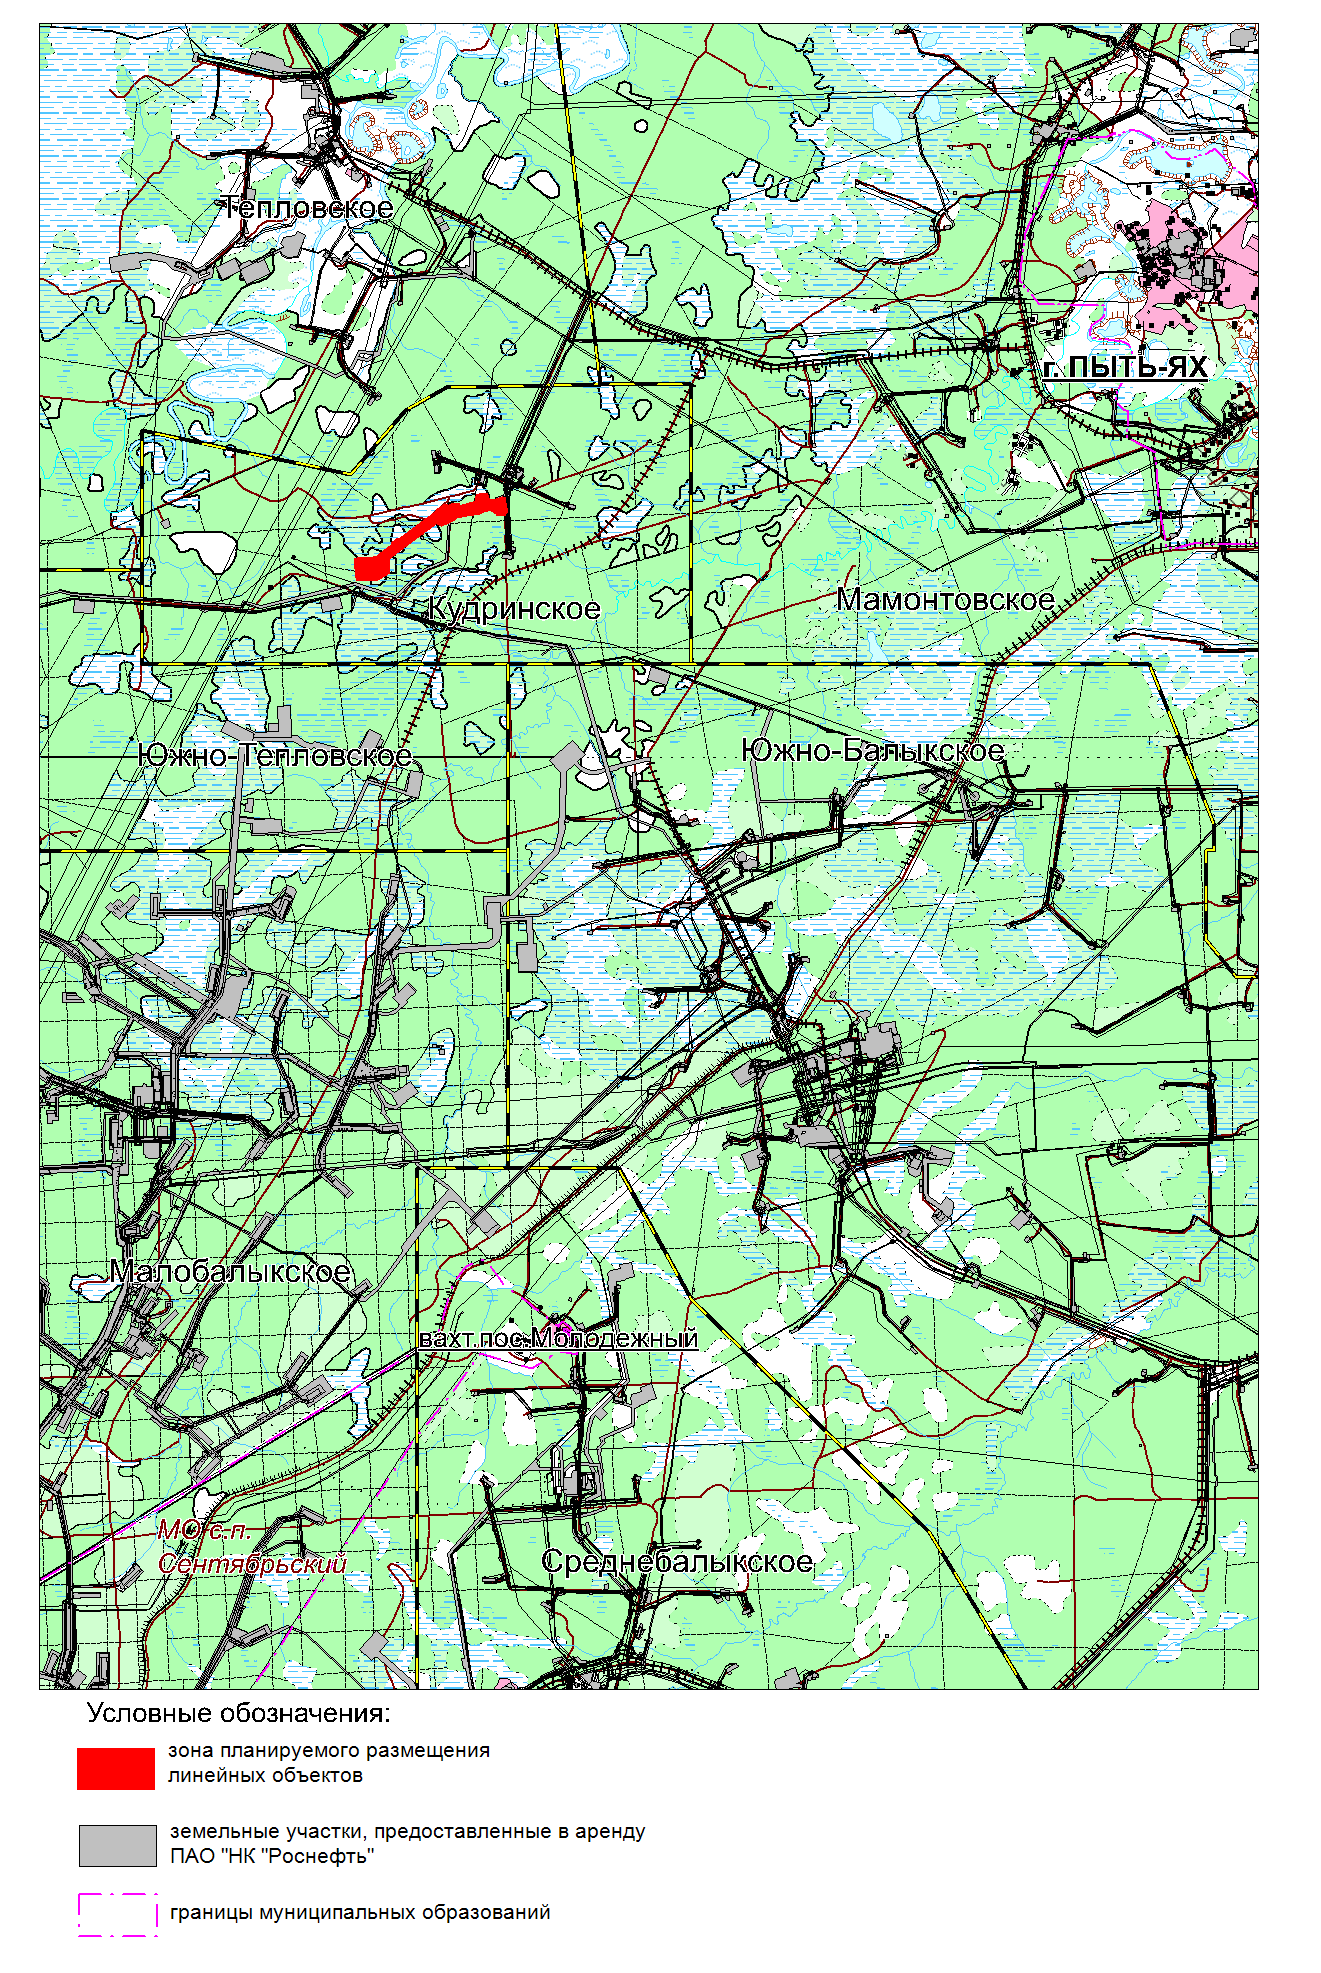 Тепловское
г. ПЫТЬ-ЯХ
Мамонтовское
Кудринское
Южно-Тепловское
Южно-Балыкское
Малобалыкское
вахт.пос.Молодежный
МО с.п.
Сентябрьский
Среднебалыкское
Условные обозначения:
зона планируемого размещения
линейных объектов
земельные участки, предоставленные в аренду
ПАО "НК "Роснефть"
границы муниципальных образований